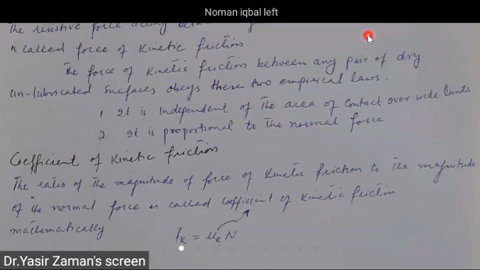 Noman iqbal left
The resistive force acting
is called force of Kinetic friction.
The force of Kinetic friction between any pair of dry
un-lubricated surfaces obeys these two empirical laws.
1 It is independent of the area of contact over wide limits
2. It is proportional to the normal force
Coefficient of Kinetic friction
The ratio of the magnitude of force of Kinetic friction to the magnitude
of the normal force is called coefficient of Kinetic friction
mathematically
fK = μK N
Dr.Yasir Zaman's screen